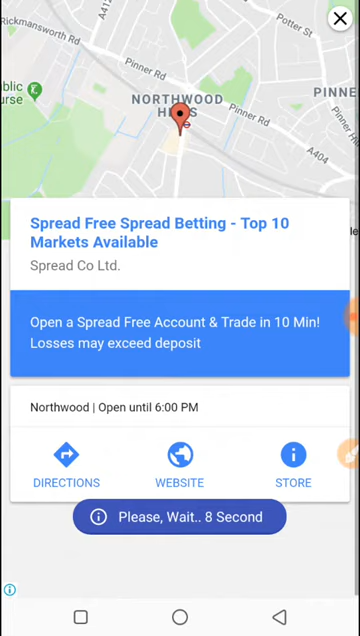 Rickmansworth Rd
A412
Potter St
Pinner Rd
NORTHWOOD
HILLS
PINNE
Pinner Rd
A404
Spread Free Spread Betting - Top 10
Markets Available
Spread Co Ltd.
Open a Spread Free Account & Trade in 10 Min!
Losses may exceed deposit
Northwood | Open until 6:00 PM
DIRECTIONS
WEBSITE
STORE
Please, Wait.. 8 Second